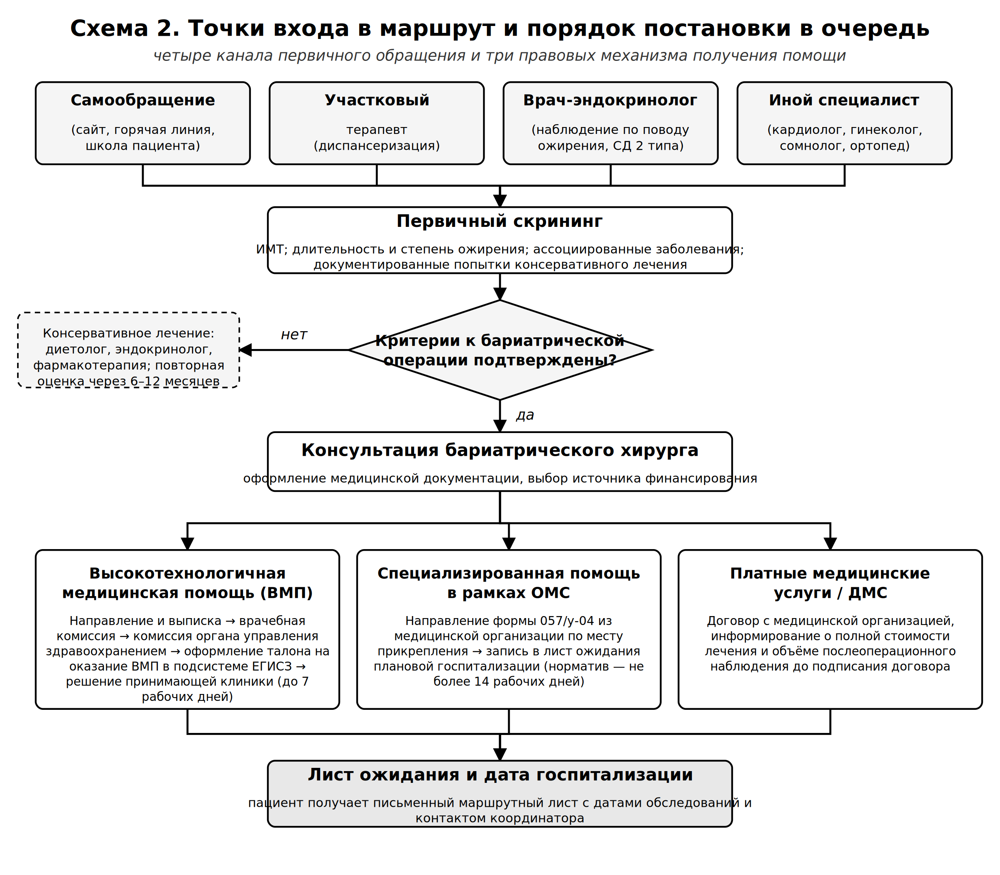 Схема 2. Точки входа в маршрут и порядок постановки в очередь
четыре канала первичного обращения и три правовых механизма получения помощи
Самообращение
(сайт, горячая линия,
школа пациента)
Участковый
терапевт
(диспансеризация)
Врач-эндокринолог
(наблюдение по поводу
ожирения, СД 2 типа)
Иной специалист
(кардиолог, гинеколог,
сомнолог, ортопед)
Первичный скрининг
ИМТ; длительность и степень ожирения; ассоциированные заболевания;
документированные попытки консервативного лечения
Критерии к бариатрической
операции подтверждены?
нет
Консервативное лечение:
диетолог, эндокринолог,
фармакотерапия; повторная
оценка через 6–12 месяцев
да
Консультация бариатрического хирурга
оформление медицинской документации, выбор источника финансирования
Высокотехнологичная
медицинская помощь (ВМП)
Направление и выписка → врачебная
комиссия → комиссия органа управления
здравоохранением → оформление талона на
оказание ВМП в подсистеме ЕГИСЗ →
решение принимающей клиники (до 7
рабочих дней)
Специализированная помощь
в рамках ОМС
Направление формы 057/у-04 из
медицинской организации по месту
прикрепления → запись в лист ожидания
плановой госпитализации (норматив — не
более 14 рабочих дней)
Платные медицинские
услуги / ДМС
Договор с медицинской организацией,
информирование о полной стоимости
лечения и объёме послеоперационного
наблюдения до подписания договора
Лист ожидания и дата госпитализации
пациент получает письменный маршрутный лист с датами обследований и
контактом координатора